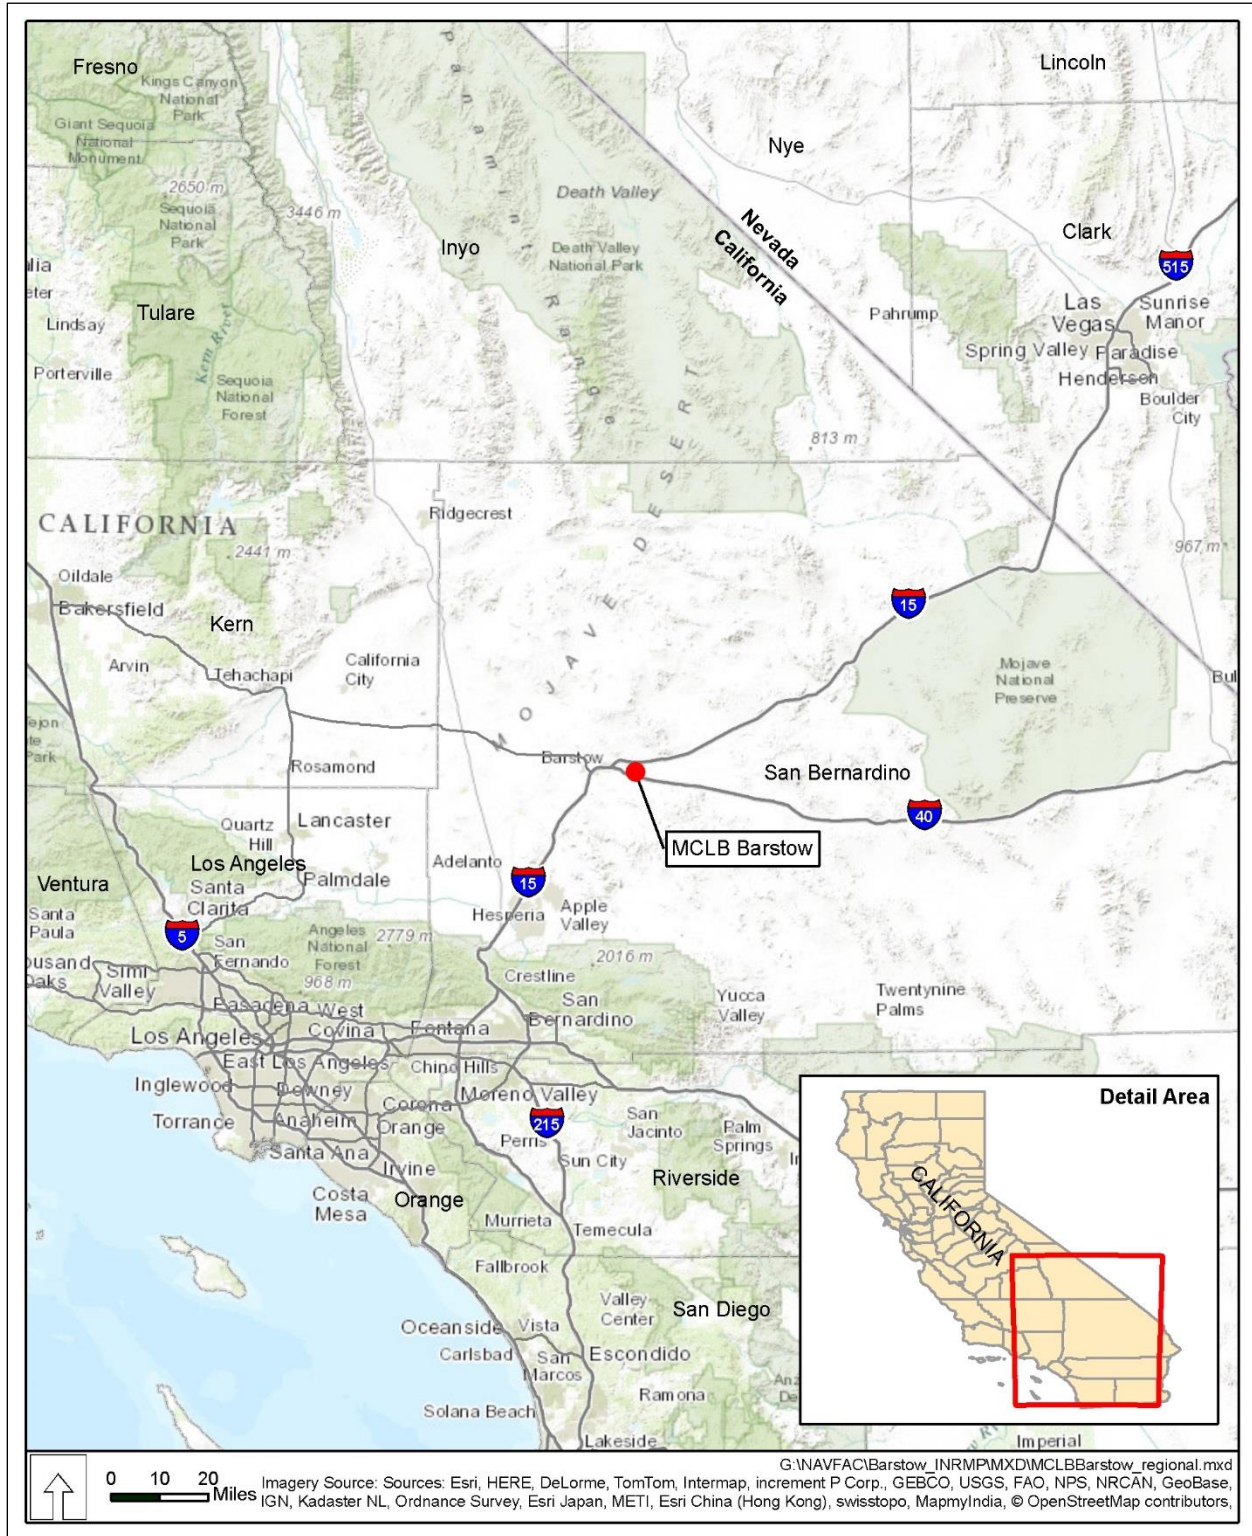 Fresno
Kings Canyon
National
Park
Giant Sequoia
National
Monument
2650 m
Sequoia
National
Park
3446 m
Panamint Range
Death Valley
Death Valley
National Park
Inyo
Nye
Lincoln
Clark
Nevada
California
515
Las
Vegas
Sunrise
Manor
Pahrump
Spring Valley
Paradise
Henderson
Boulder
City
Tulare
Lindsay
Porterville
Kern River
Sequoia
National
Forest
813 m
CALIFORNIA
2441 m
Ridgecrest
MOJAVE DESERT
967 m
Oildale
Bakersfield
Kern
Arvin
Tehachapi
California
City
15
Mojave
National
Preserve
Rosamond
Barstow
San Bernardino
40
MCLB Barstow
Quartz
Hill
Lancaster
Los Angeles
Palmdale
Adelanto
15
Ventura
Santa
Clarita
Santa
Paula
5
San
Fernando
Angeles
National
Forest
2779 m
968 m
Hesperia
Apple
Valley
2016 m
Crestline
San
Bernardino
Yucca
Valley
Twentynine
Palms
ousand
Oaks
Simi
Valley
Pasadena
West
Covina
Fontana
Los Angeles
East Los Angeles
Chino Hills
Inglewood
Downey
Moreno Valley
Corona
Torrance
Anaheim
Orange
215
Perris
San
Jacinto
Palm
Springs
Santa Ana
Irvine
Sun City
Riverside
Costa
Mesa
Orange
Murrieta
Temecula
Fallbrook
Valley
Center
San Diego
Oceanside
Vista
Carlsbad
San
Marcos
Escondido
Ramona
Solana Beach
Lakeside
Imperial
Detail Area
CALIFORNIA
0 10 20
Miles
G:\NAVFAC\Barstow_INRMP\MXD\MCLBBarstow_regional.mxd
Imagery Source: Sources: Esri, HERE, DeLorme, TomTom, Intermap, increment P Corp., GEBCO, USGS, FAO, NPS, NRCAN, GeoBase,
IGN, Kadaster NL, Ordnance Survey, Esri Japan, METI, Esri China (Hong Kong), swisstopo, MapmyIndia, © OpenStreetMap contributors,